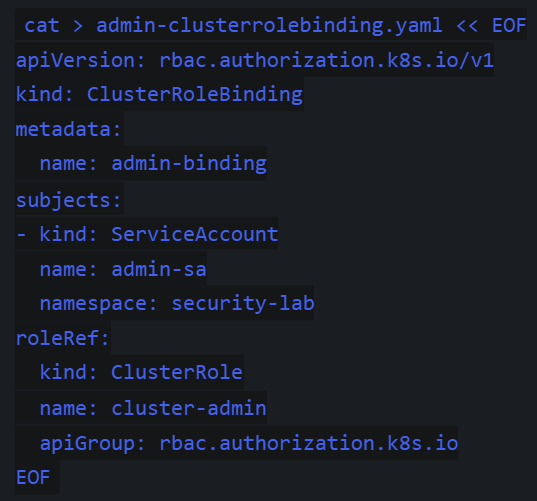 cat > admin-clusterrolebinding.yaml << EOF
apiVersion: rbac.authorization.k8s.io/v1
kind: ClusterRoleBinding
metadata:
  name: admin-binding
subjects:
- kind: ServiceAccount
  name: admin-sa
  namespace: security-lab
roleRef:
  kind: ClusterRole
  name: cluster-admin
  apiGroup: rbac.authorization.k8s.io
EOF